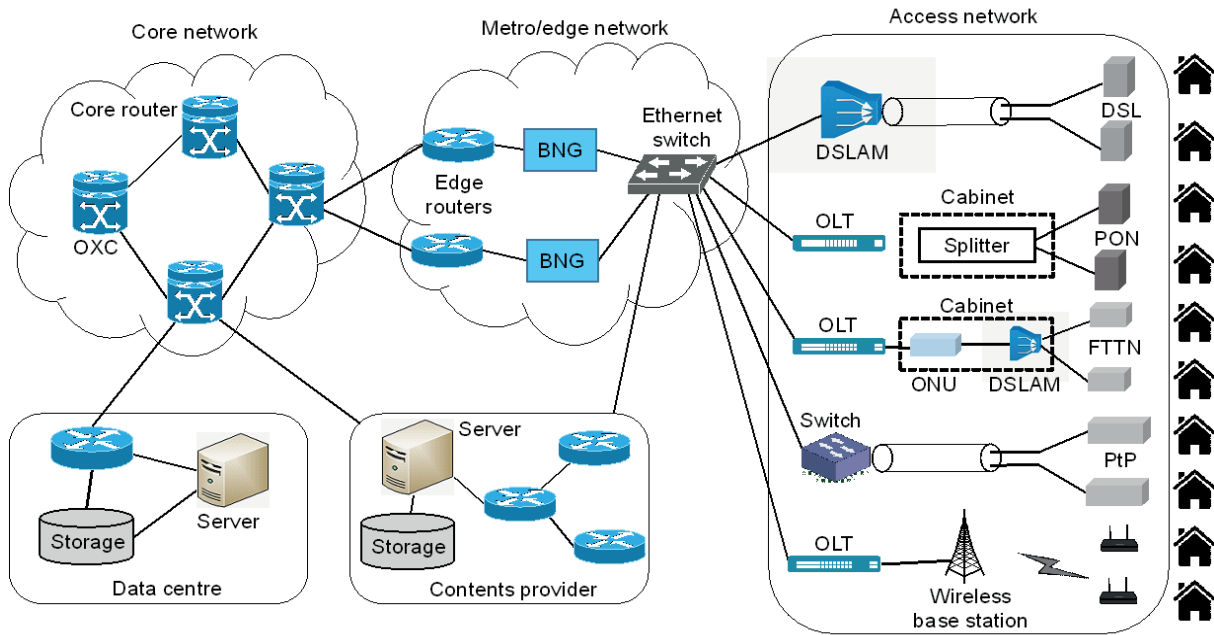 Core network
Metro/edge network
Access network
Core router
OXC
Edge
routers
BNG
BNG
Ethernet
switch
DSLAM
DSL
OLT
Cabinet
Splitter
PON
OLT
Cabinet
ONU
DSLAM
FTTN
Switch
PtP
OLT
Wireless
base station
Server
Storage
Data centre
Server
Storage
Contents provider